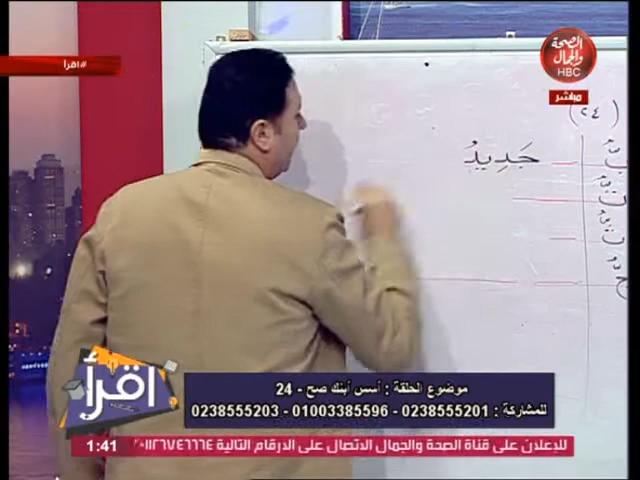 الصحة
والجمال
HBC
#اقرأ
مباشر
(٢٤)
جَدِيدُ
اقرأ
موضوع الحلقة : أسس أبنك صح - 24
للمشاركة : 0238555201 - 01003385596 - 0238555203
1:41 للإعلان على قناة الصحة والجمال الاتصال على الارقام التالية ٠١١٢٦٧٤٦٦٦٤